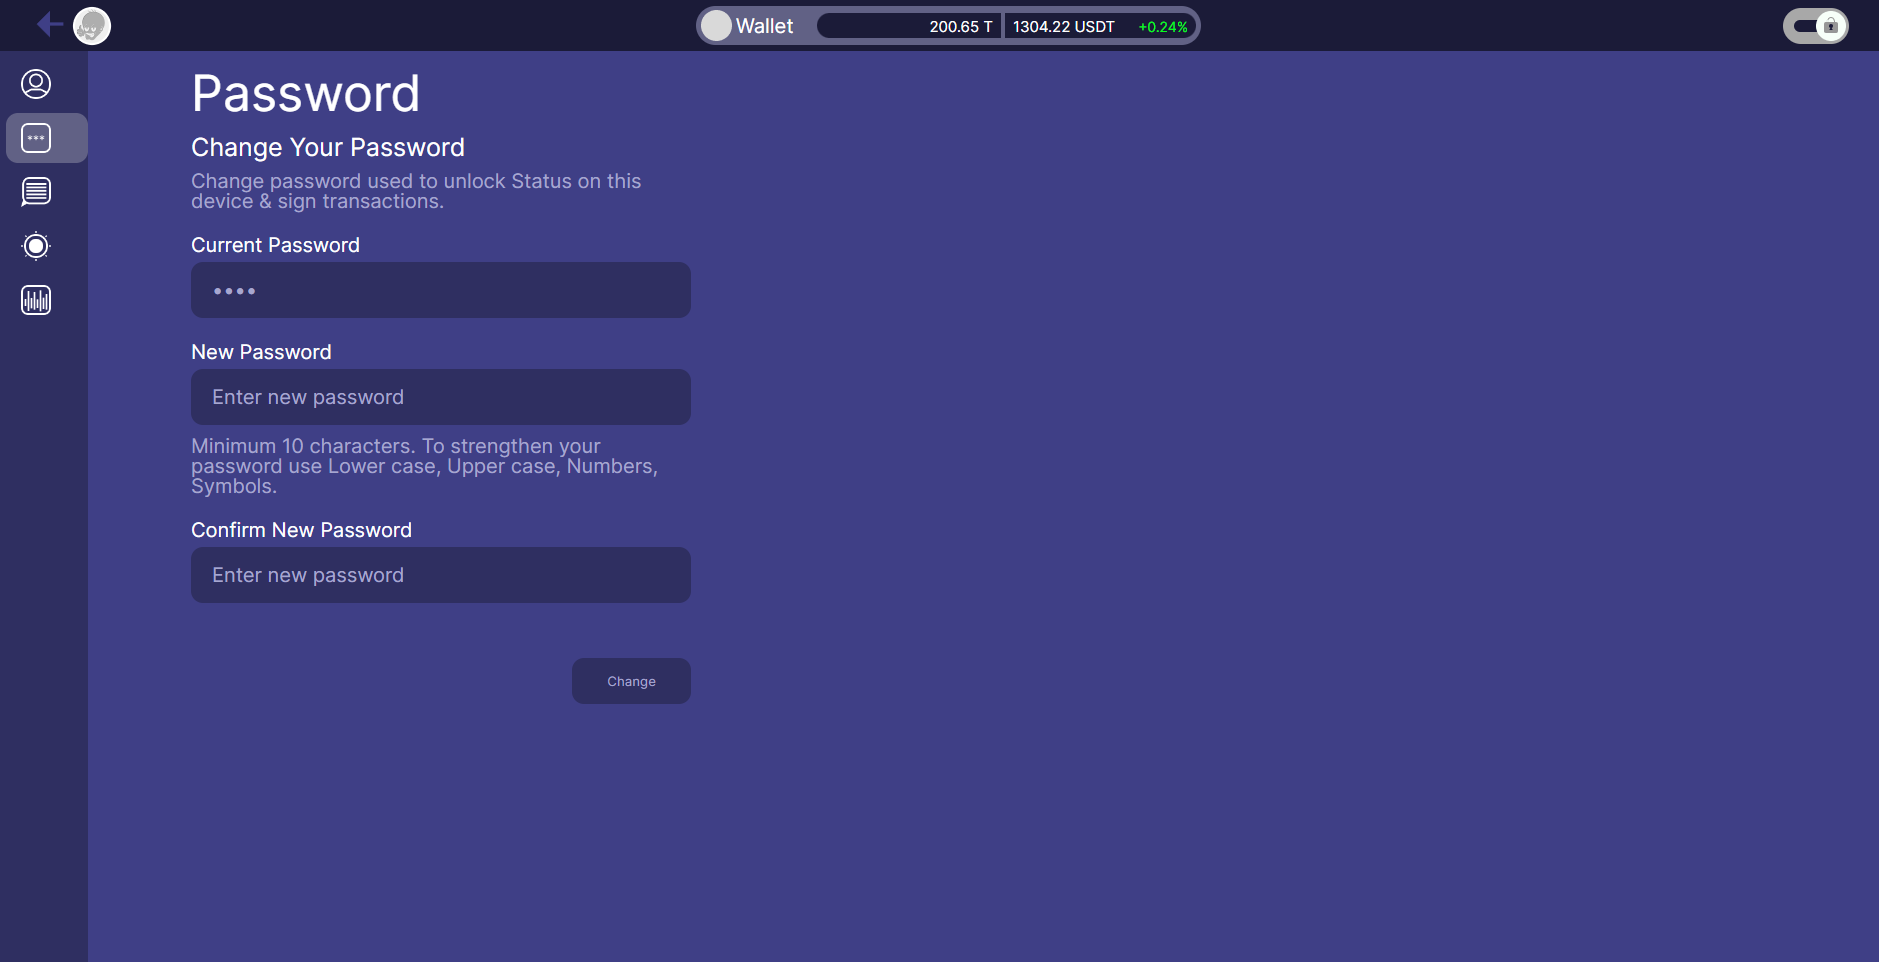 Wallet
200.65 T
1304.22 USDT
+0.24%
Password
Change Your Password
Change password used to unlock Status on this
device & sign transactions.
Current Password
••••
New Password
Enter new password
Minimum 10 characters. To strengthen your
password use Lower case, Upper case, Numbers,
Symbols.
Confirm New Password
Enter new password
Change